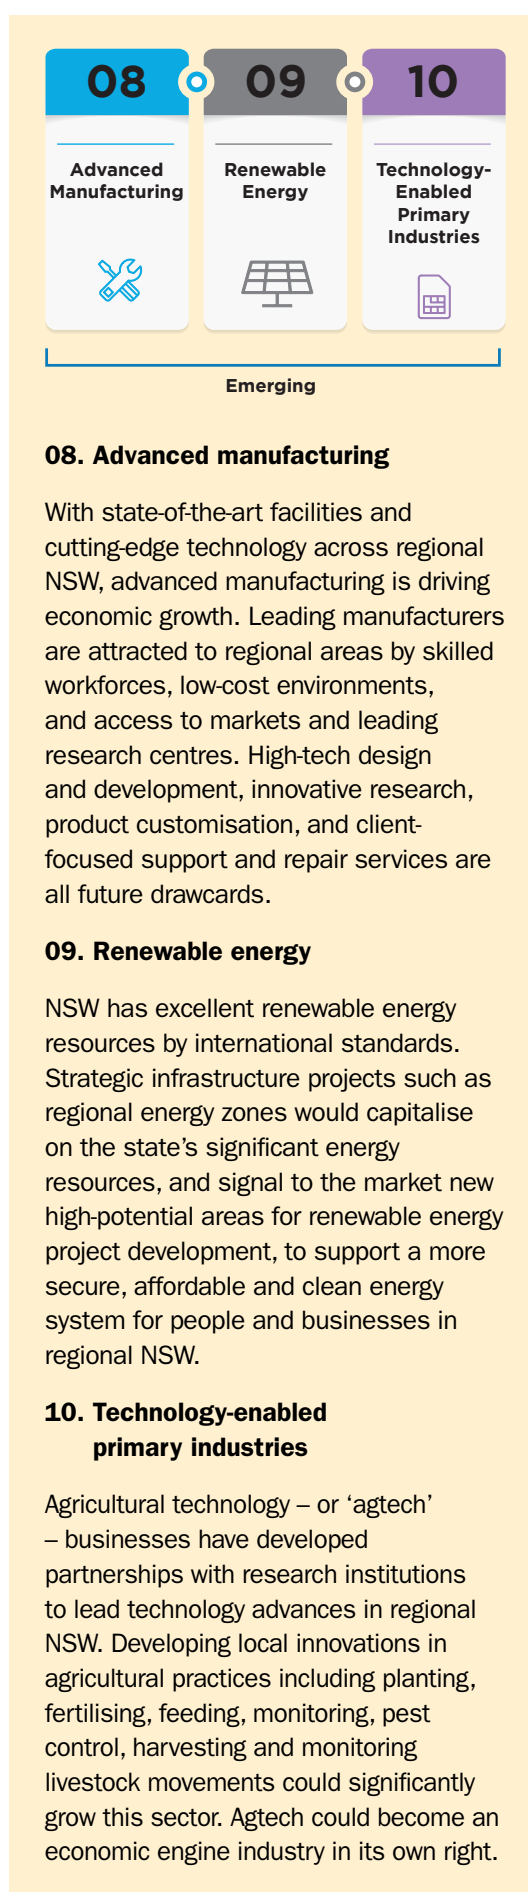 08
09
10
Advanced
Manufacturing
Renewable
Energy
Technology-
Enabled
Primary
Industries
Emerging
08. Advanced manufacturing
With state-of-the-art facilities and
cutting-edge technology across regional
NSW, advanced manufacturing is driving
economic growth. Leading manufacturers
are attracted to regional areas by skilled
workforces, low-cost environments,
and access to markets and leading
research centres. High-tech design
and development, innovative research,
product customisation, and client-
focused support and repair services are
all future drawcards.
09. Renewable energy
NSW has excellent renewable energy
resources by international standards.
Strategic infrastructure projects such as
regional energy zones would capitalise
on the state’s significant energy
resources, and signal to the market new
high-potential areas for renewable energy
project development, to support a more
secure, affordable and clean energy
system for people and businesses in
regional NSW.
10. Technology-enabled
primary industries
Agricultural technology – or ‘agtech’
– businesses have developed
partnerships with research institutions
to lead technology advances in regional
NSW. Developing local innovations in
agricultural practices including planting,
fertilising, feeding, monitoring, pest
control, harvesting and monitoring
livestock movements could significantly
grow this sector. Agtech could become an
economic engine industry in its own right.